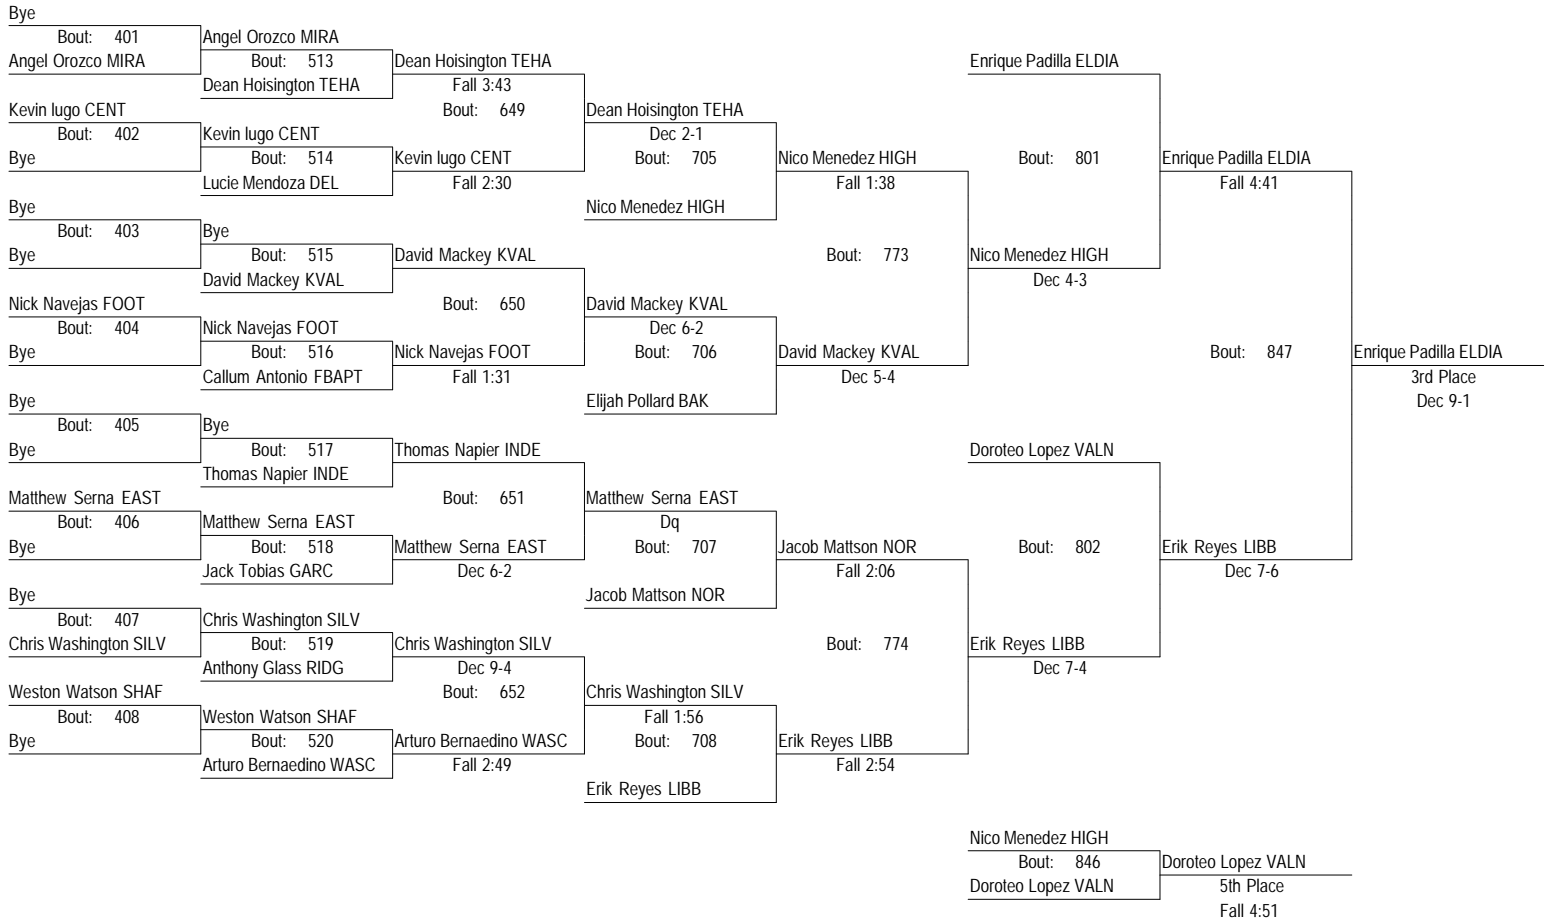 Bye
Bout: 401
Angel Orozco MIRA
Angel Orozco MIRA
Bout: 513
Dean Hoisington TEHA
Dean Hoisington TEHA
Fall 3:43
Bout: 649
Kevin lugo CENT
Bout: 402
Bye
Kevin lugo CENT
Bout: 514
Lucie Mendoza DEL
Kevin lugo CENT
Fall 2:30
Dean Hoisington TEHA
Dec 2-1
Bout: 705
Nico Menedez HIGH
Nico Menedez HIGH
Fall 1:38
Bye
Bout: 403
Bye
Bye
Bout: 515
David Mackey KVAL
David Mackey KVAL
Bout: 650
Nick Navejas FOOT
Bout: 404
Bye
Nick Navejas FOOT
Bout: 516
Callum Antonio FBAPT
Nick Navejas FOOT
Fall 1:31
David Mackey KVAL
Dec 6-2
Bout: 706
Elijah Pollard BAK
David Mackey KVAL
Dec 5-4
Bout: 773
Enrique Padilla ELDIA
Bout: 801
Nico Menedez HIGH
Dec 4-3
Enrique Padilla ELDIA
Fall 4:41
Bye
Bout: 405
Bye
Bye
Bout: 517
Thomas Napier INDE
Thomas Napier INDE
Bout: 651
Matthew Serna EAST
Bout: 406
Bye
Matthew Serna EAST
Bout: 518
Jack Tobias GARC
Matthew Serna EAST
Dec 6-2
Matthew Serna EAST
Dq
Bout: 707
Jacob Mattson NOR
Jacob Mattson NOR
Fall 2:06
Bye
Bout: 407
Chris Washington SILV
Chris Washington SILV
Bout: 519
Anthony Glass RIDG
Chris Washington SILV
Dec 9-4
Bout: 652
Weston Watson SHAF
Bout: 408
Bye
Weston Watson SHAF
Bout: 520
Arturo Bernaedino WASC
Arturo Bernaedino WASC
Fall 2:49
Chris Washington SILV
Fall 1:56
Bout: 708
Erik Reyes LIBB
Erik Reyes LIBB
Fall 2:54
Bout: 774
Doroteo Lopez VALN
Bout: 802
Erik Reyes LIBB
Dec 7-4
Erik Reyes LIBB
Dec 7-6
Bout: 847
Enrique Padilla ELDIA
3rd Place
Dec 9-1
Nico Menedez HIGH
Bout: 846
Doroteo Lopez VALN
Doroteo Lopez VALN
5th Place
Fall 4:51